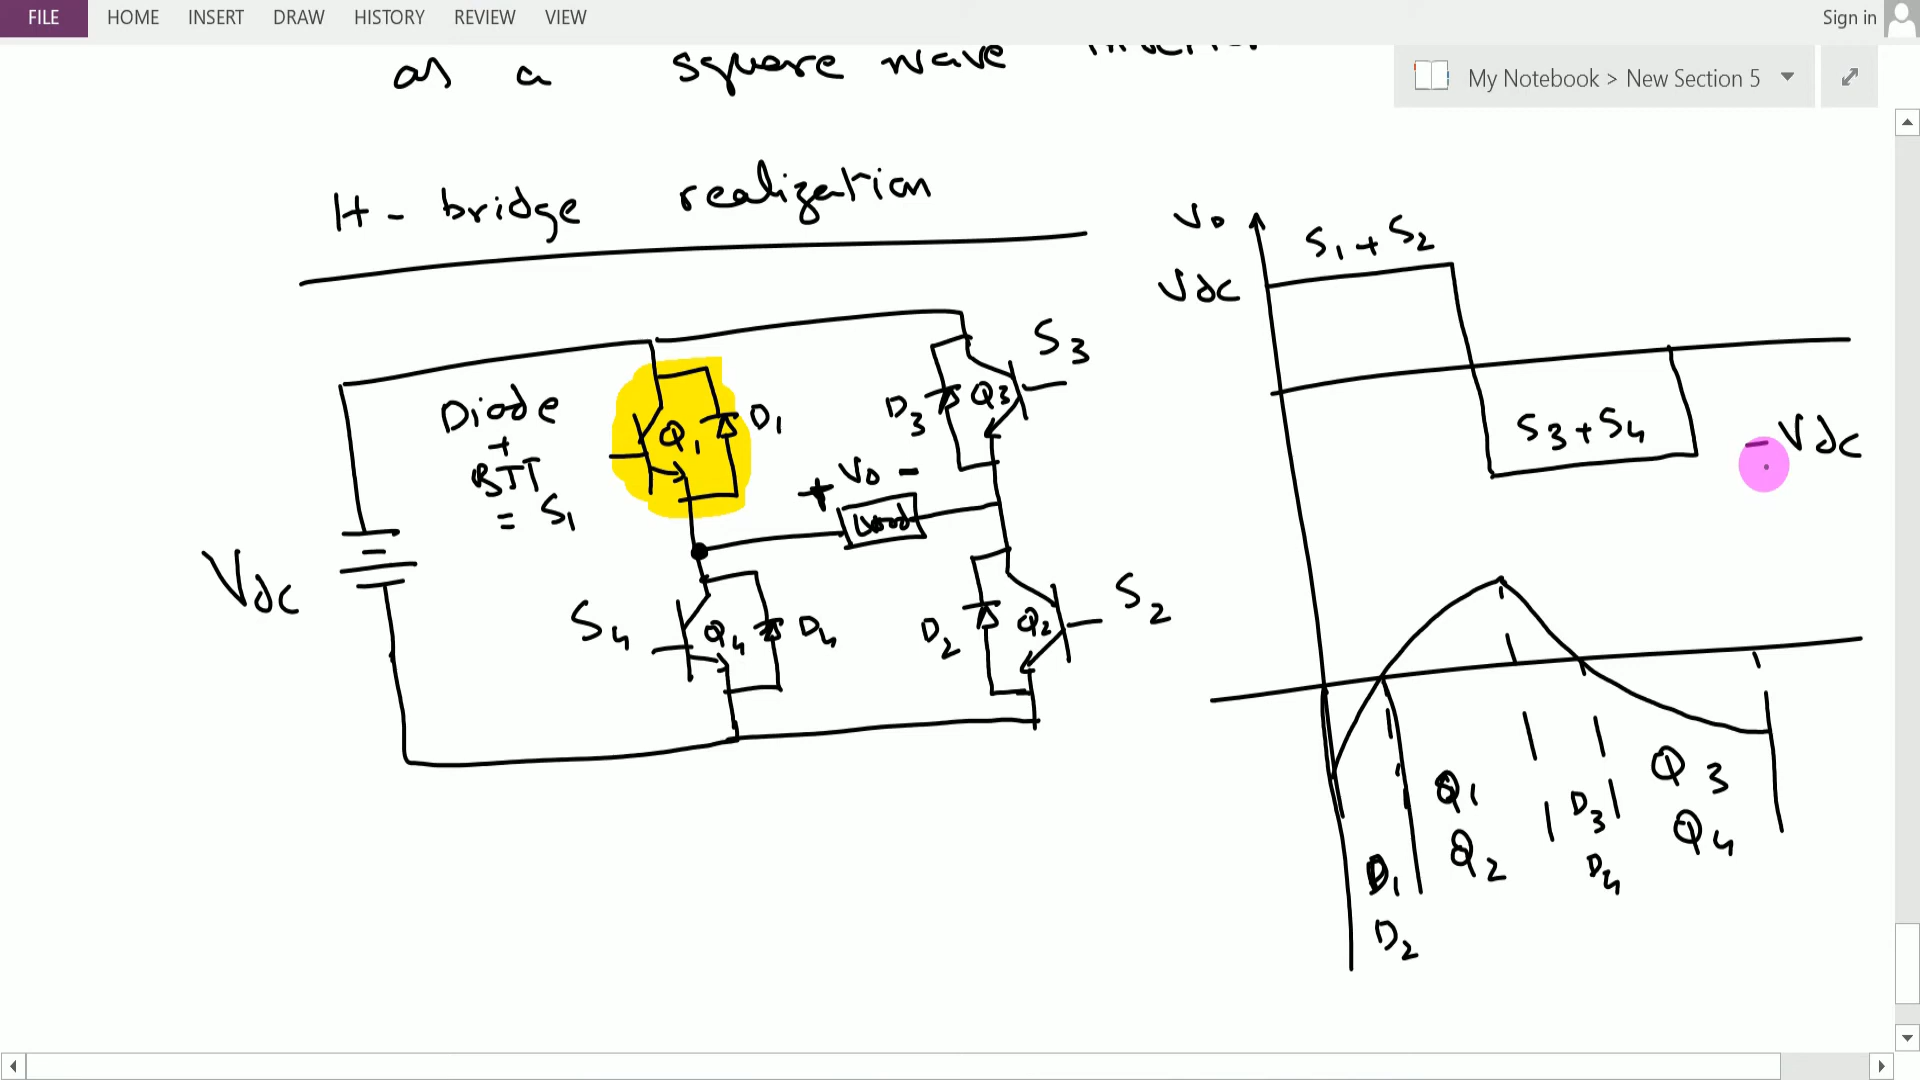 FILE HOME INSERT DRAW HISTORY REVIEW VIEW Sign in
as a square wave
My Notebook > New Section 5
H - bridge realization
Vo
S1 + S2
Vdc
S3
Diode
+
BJT
= S1
Q1
D1
D3
Q3
+ Vo -
Load
S3 + S4
- Vdc
Vdc
S4
Q4
D4
D2
Q2
S2
Q1
Q2
D3
D4
Q3
Q4
D1
D2